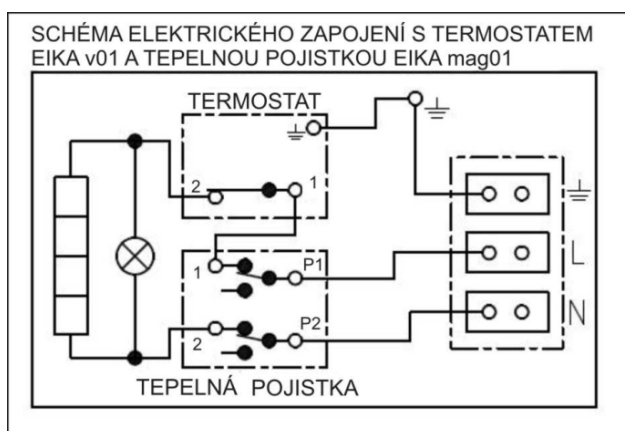 SCHÉMA ELEKTRICKÉHO ZAPOJENÍ S TERMOSTATEM
EIKA v01 A TEPELNOU POJISTKOU EIKA mag01
TERMOSTAT
2
1
1
P1
L
2
P2
N
TEPELNÁ POJISTKA